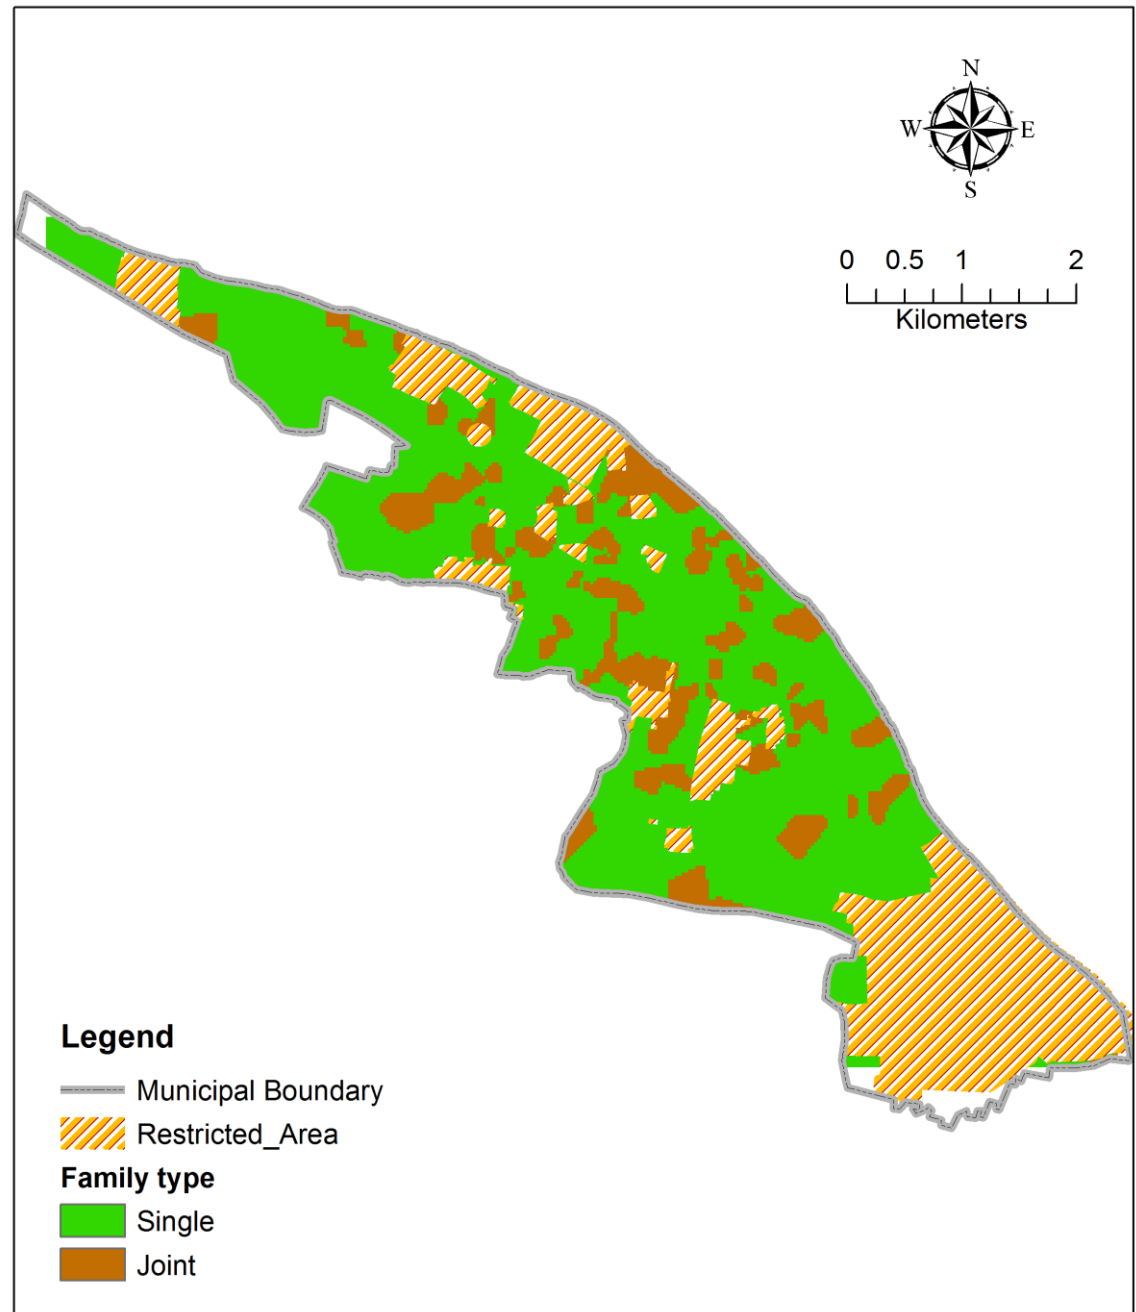 N
W E
S
0 0.5 1 2
Kilometers
Legend
Municipal Boundary
Restricted_Area
Family type
Single
Joint